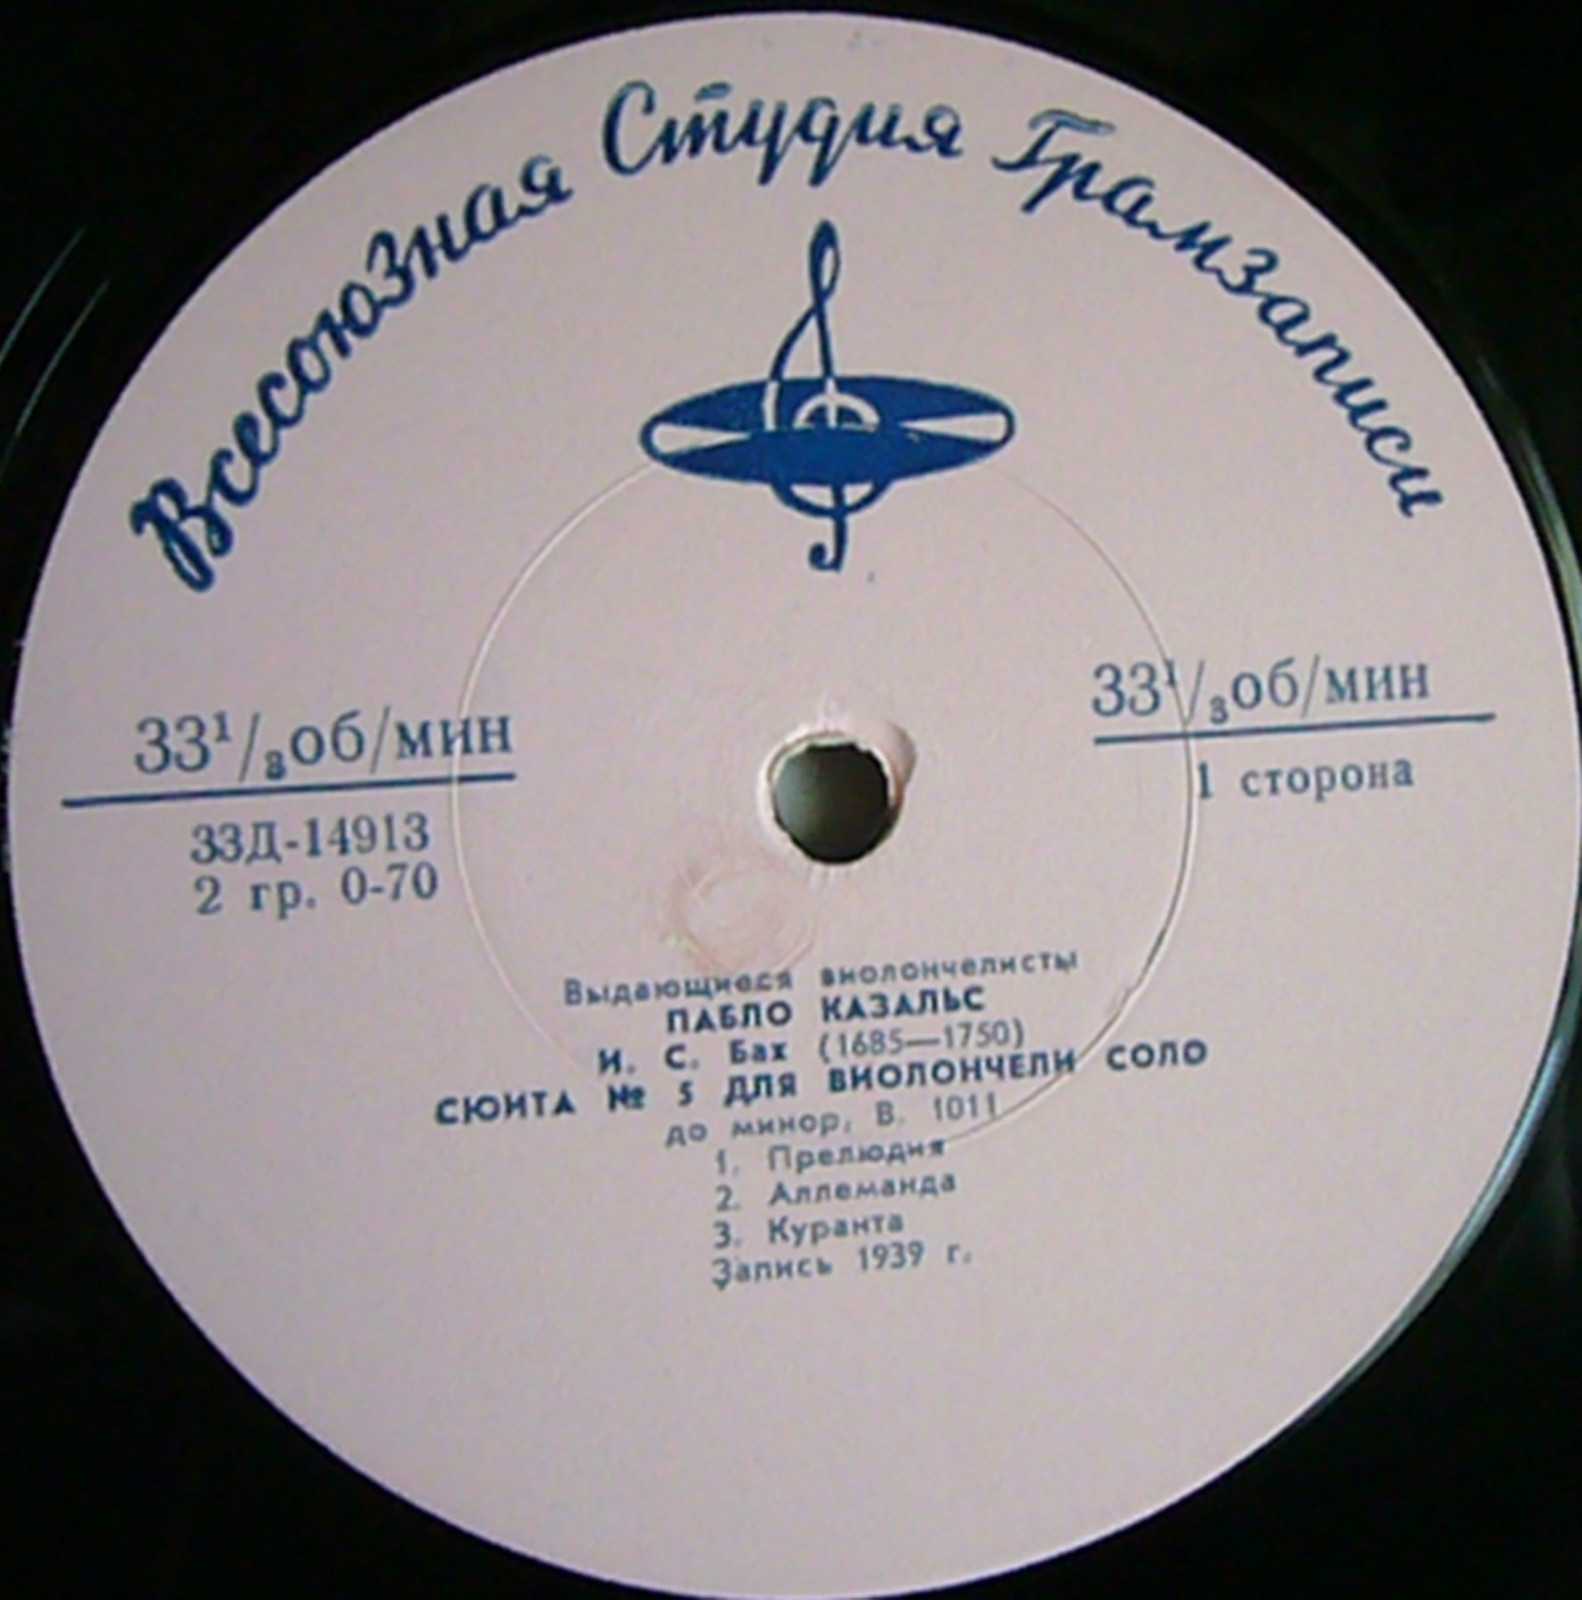 Всесоюзная Студия Грамзаписи
33¹/₃об/мин
33Д-14913
2 гр. 0-70
33¹/₃об/мин
1 сторона
Выдающиеся виолончелисты
ПАБЛО КАЗАЛЬС
И. С. Бах (1685—1750)
СЮИТА № 5 ДЛЯ ВИОЛОНЧЕЛИ СОЛО
до минор, В. 1011
1. Прелюдия
2. Аллеманда
3. Куранта
Запись 1939 г.